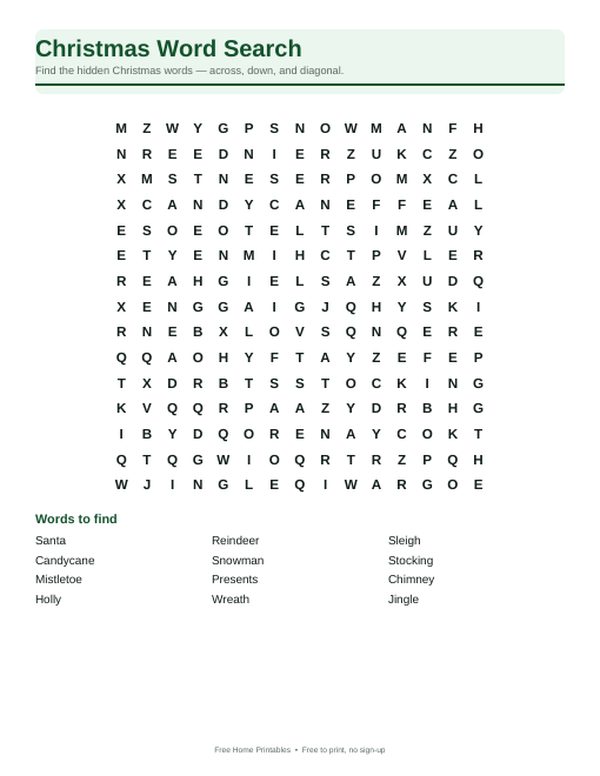 Christmas Word Search
Find the hidden Christmas words — across, down, and diagonal.
M Z W Y G P S N O W M A N F H
N R E E D N I E R Z U K C Z O
X M S T N E S E R P O M X C L
X C A N D Y C A N E F F E A L
E S O E O T E L T S I M Z U Y
E T Y E N M I H C T P V L E R
R E A H G I E L S A Z X U D Q
X E N G G A I G J Q H Y S K I
R N E B X L O V S Q N Q E R E
Q Q A O H Y F T A Y Z E F E P
T X D R B T S S T O C K I N G
K V Q Q R P A A Z Y D R B H G
I B Y D Q O R E N A Y C O K T
Q T Q G W I O Q R T R Z P Q H
W J I N G L E Q I W A R G O E
Words to find
Santa Reindeer Sleigh
Candycane Snowman Stocking
Mistletoe Presents Chimney
Holly Wreath Jingle
Free Home Printables • Free to print, no sign-up